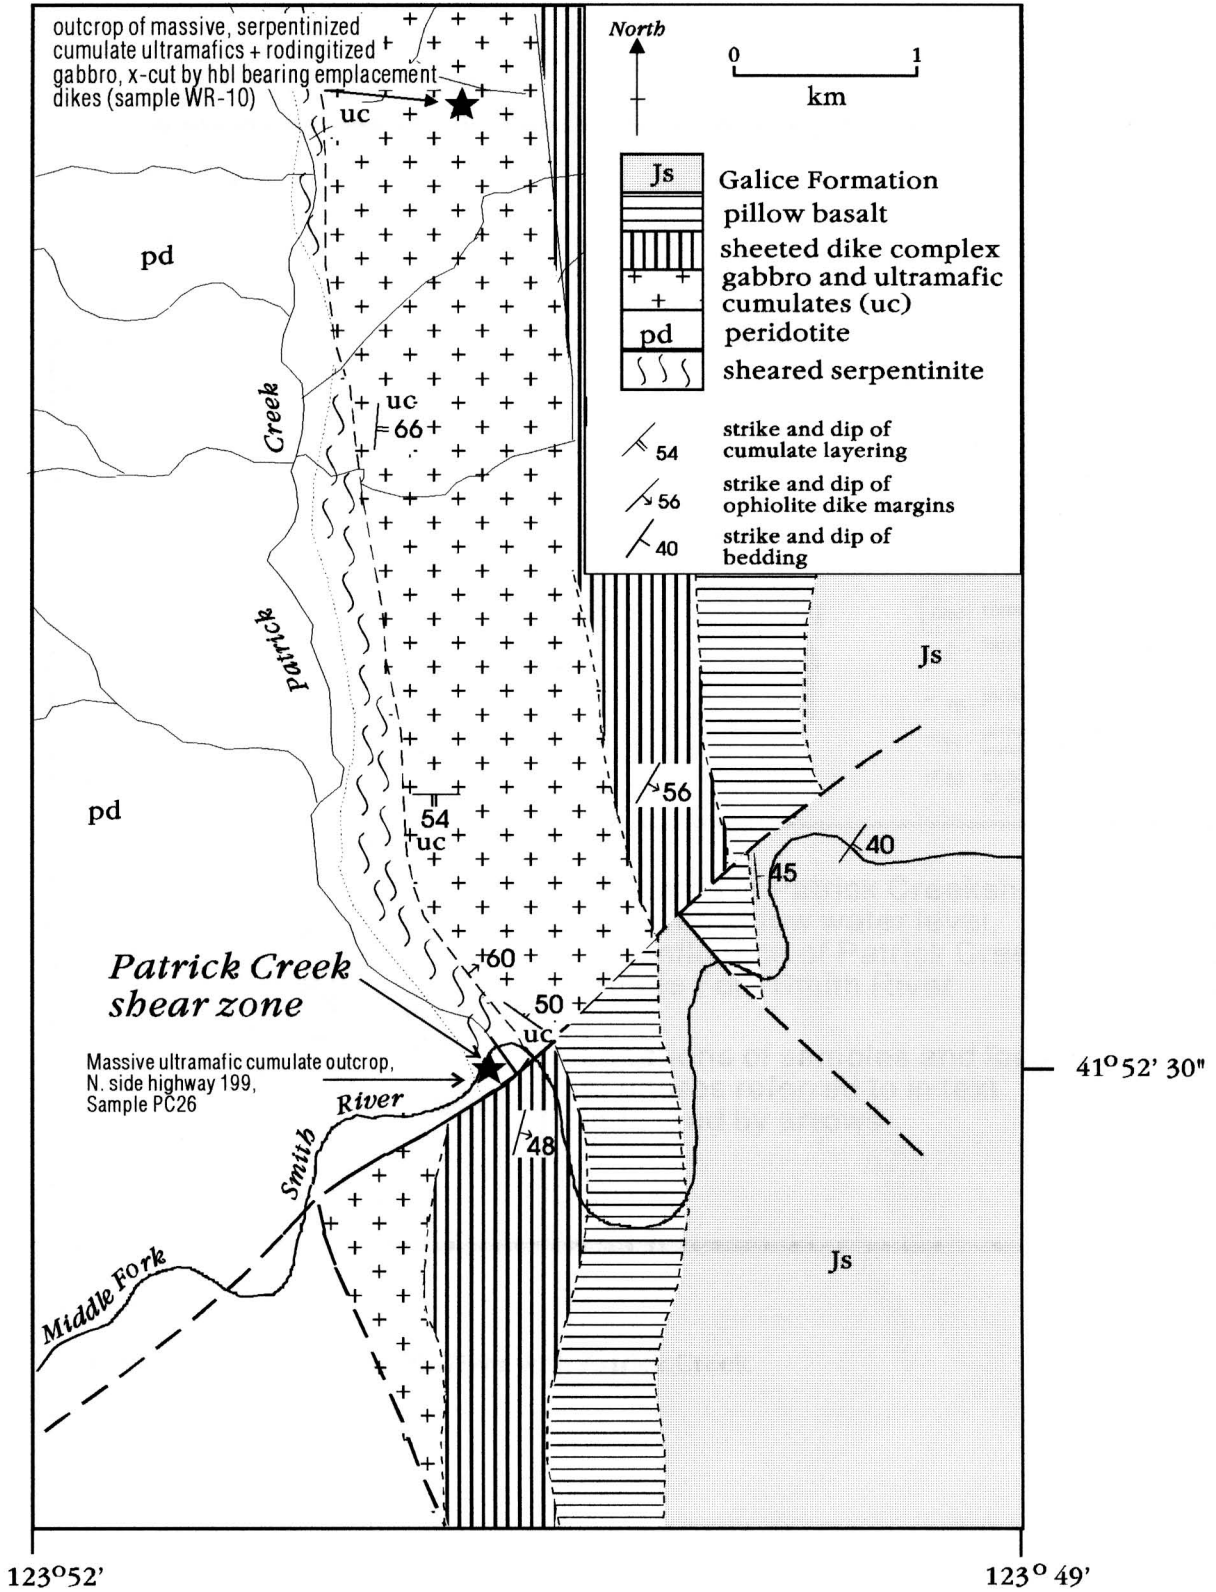 outcrop of massive, serpentinized
cumulate ultramafics + rodingitized
gabbro, x-cut by hbl bearing emplacement
dikes (sample WR-10)
uc
North
0 1
km
Js Galice Formation
pillow basalt
sheeted dike complex
gabbro and ultramafic
cumulates (uc)
pd peridotite
sheared serpentinite
54 strike and dip of
cumulate layering
56 strike and dip of
ophiolite dike margins
40 strike and dip of
bedding
pd
Creek
uc
66
Patrick
Js
56
pd
54
uc
40
45
Patrick Creek
shear zone
60
50
uc
Massive ultramafic cumulate outcrop,
N. side highway 199,
Sample PC26
41º52' 30"
River
Smith
48
Middle Fork
Js
123º52'
123º 49'